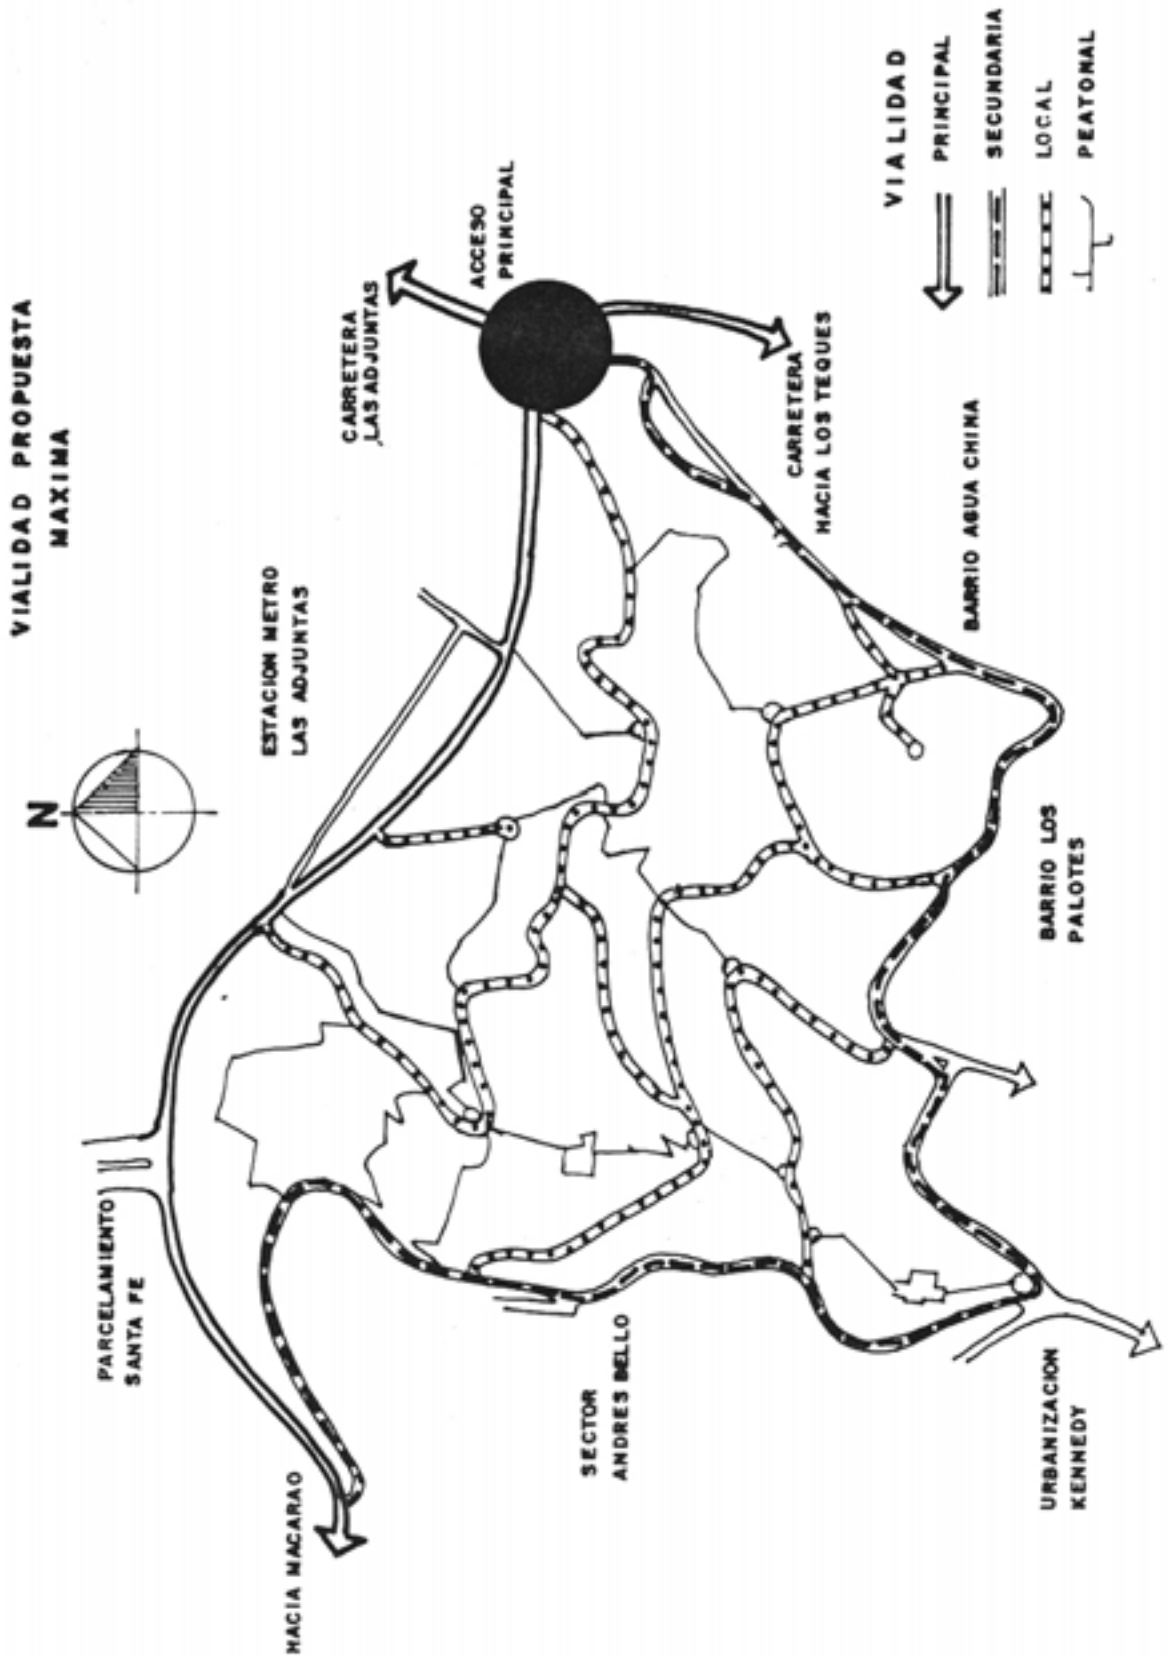 VIALIDAD PROPUESTA
MAXIMA
N
HACIA MACARAO
PARCELAMIENTO
SANTA FE
ESTACION METRO
LAS ADJUNTAS
CARRETERA
LAS ADJUNTAS
ACCESO
PRINCIPAL
SECTOR
ANDRES BELLO
CARRETERA
HACIA LOS TEQUES
BARRIO AGUA CHINA
BARRIO LOS
PALOTES
URBANIZACION
KENNEDY
VIALIDAD
PRINCIPAL
SECUNDARIA
LOCAL
PEATONAL